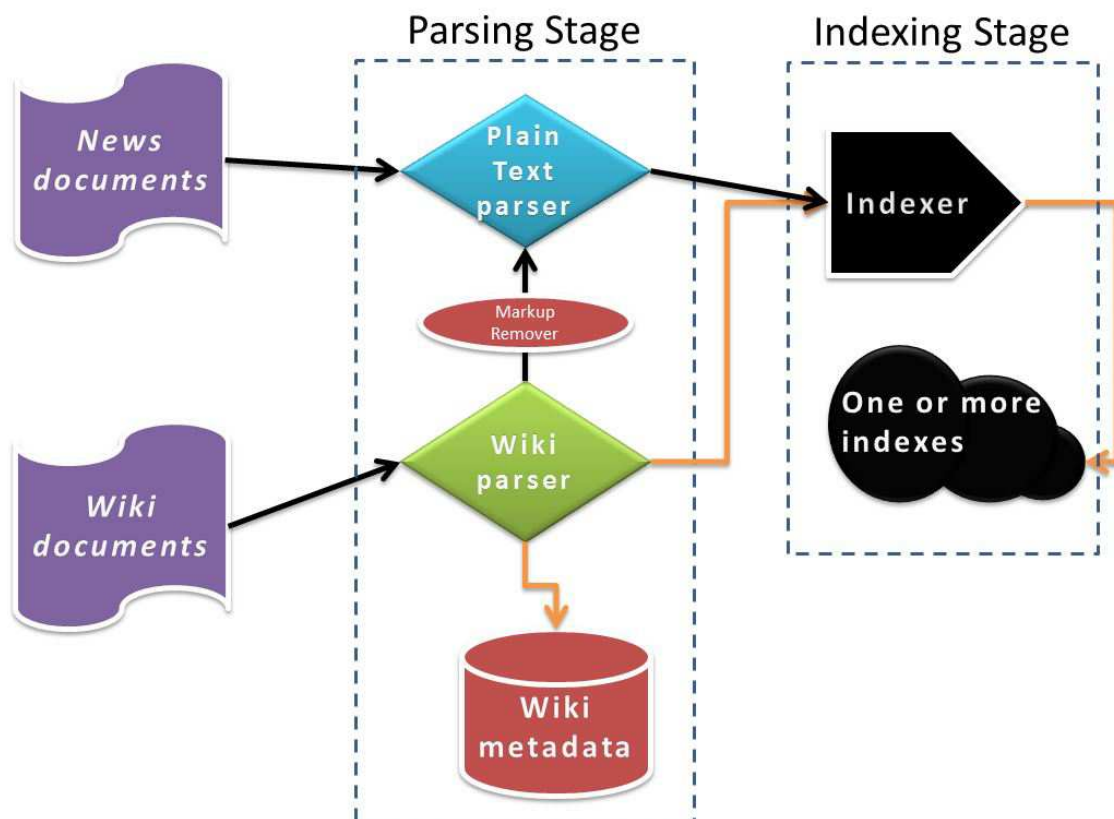 Parsing Stage
Indexing Stage
News
documents
Plain
Text
parser
Indexer
Markup
Remover
One or more
indexes
Wiki
parser
Wiki
documents
Wiki
metadata